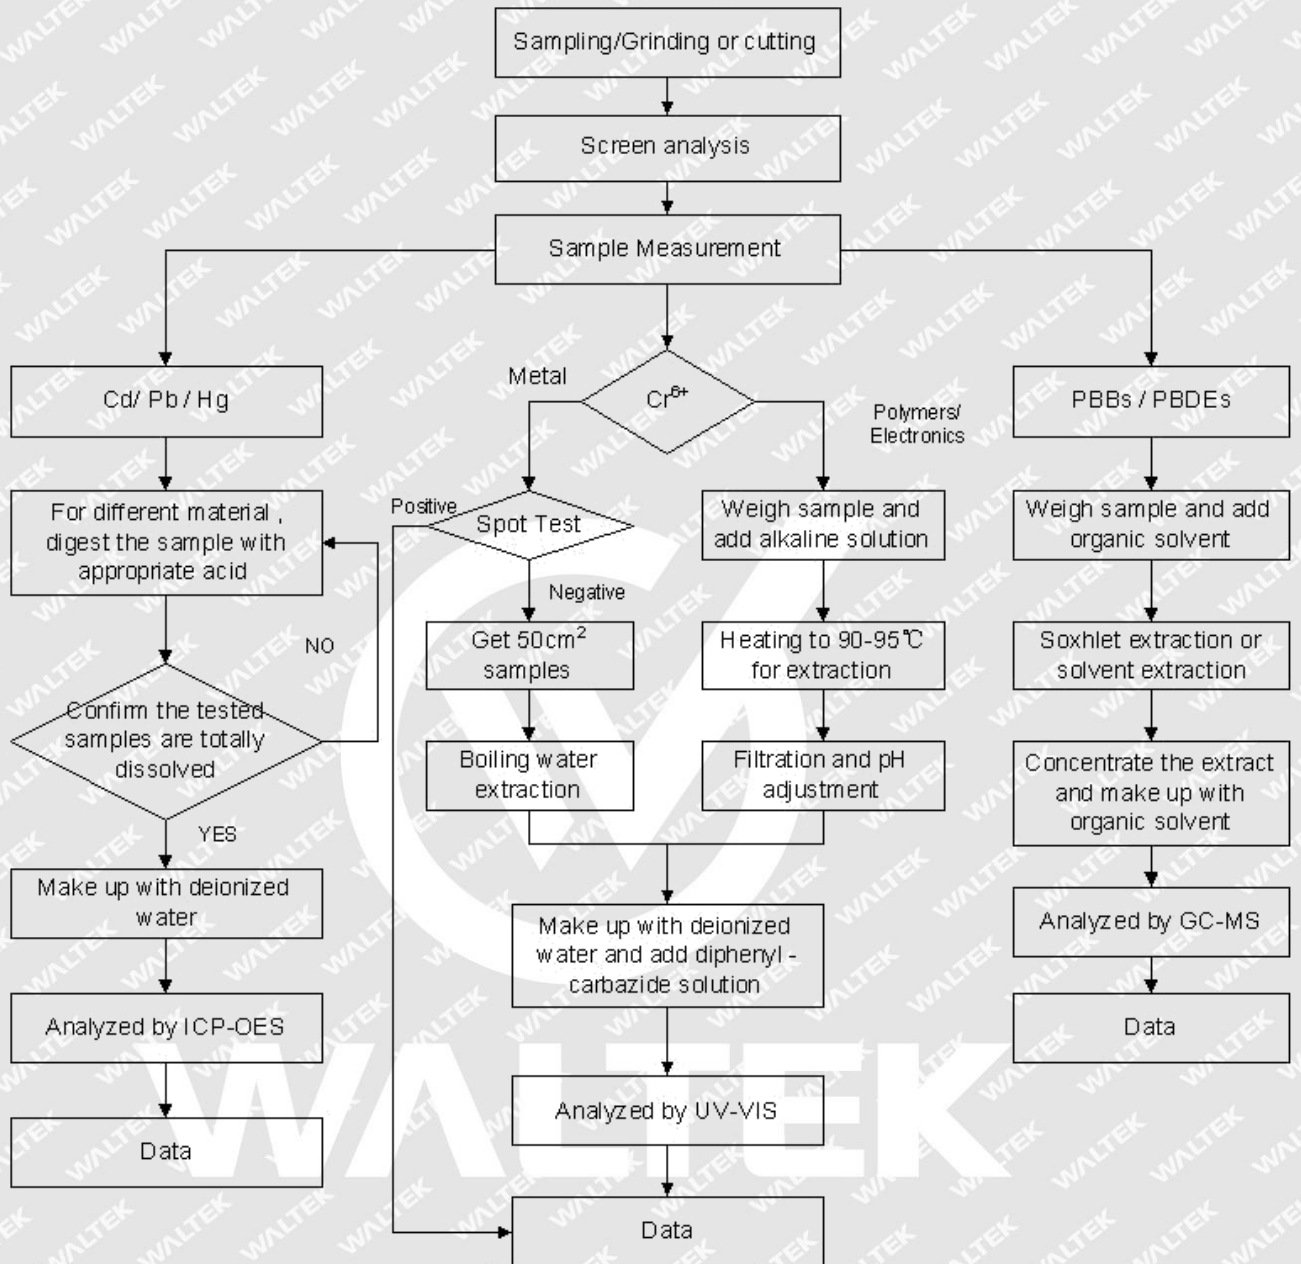 Sampling/Grinding or cutting
Screen analysis
Sample Measurement
Cd/ Pb / Hg
For different material ,
digest the sample with
appropriate acid
NO
Confirm the tested
samples are totally
dissolved
YES
Make up with deionized
water
Analyzed by ICP-OES
Data
Metal
Cr6+
Polymers/
Electronics
Positive
Spot Test
Negative
Get 50cm2
samples
Boiling water
extraction
Weigh sample and
add alkaline solution
Heating to 90-95℃
for extraction
Filtration and pH
adjustment
Make up with deionized
water and add diphenyl -
carbazide solution
Analyzed by UV-VIS
Data
PBBs / PBDEs
Weigh sample and add
organic solvent
Soxhlet extraction or
solvent extraction
Concentrate the extract
and make up with
organic solvent
Analyzed by GC-MS
Data
WALTEK